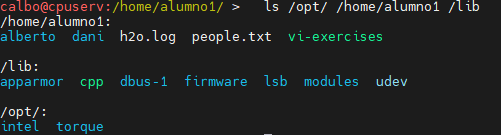 calbo@cpuserv:/home/alumno1/ >   ls /opt/ /home/alumno1 /lib
/home/alumno1:
alberto  dani  h2o.log  people.txt  vi-exercises
/lib:
apparmor  cpp  dbus-1  firmware  lsb  modules  udev
/opt/:
intel  torque